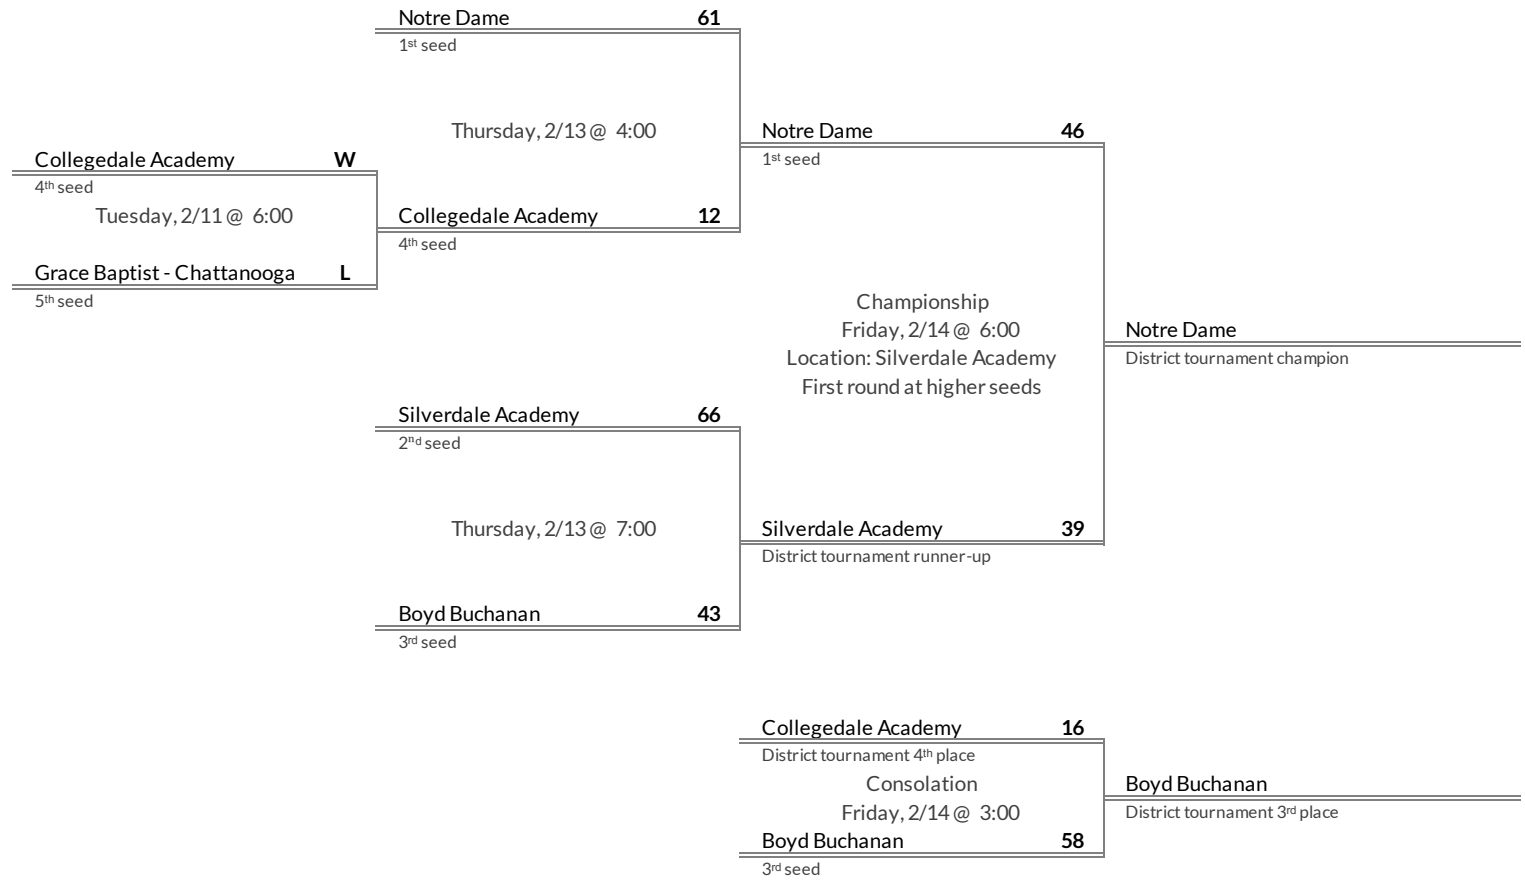 Notre Dame 61
1st seed
Thursday, 2/13 @ 4:00
Notre Dame 46
1st seed
Collegedale Academy W
4th seed
Tuesday, 2/11 @ 6:00
Collegedale Academy 12
4th seed
Grace Baptist - Chattanooga L
5th seed
Championship
Friday, 2/14 @ 6:00
Location: Silverdale Academy
First round at higher seeds
Notre Dame
District tournament champion
Silverdale Academy 66
2nd seed
Thursday, 2/13 @ 7:00
Silverdale Academy 39
District tournament runner-up
Boyd Buchanan 43
3rd seed
Collegedale Academy 16
District tournament 4th place
Consolation
Friday, 2/14 @ 3:00
Boyd Buchanan
District tournament 3rd place
Boyd Buchanan 58
3rd seed